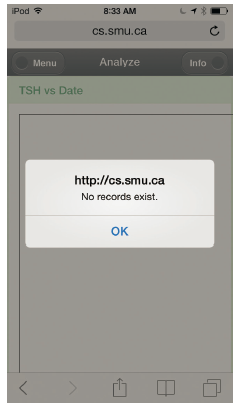 iPod 8:33 AM
cs.smu.ca
Menu Analyze Info
TSH vs Date
http://cs.smu.ca
No records exist.
OK